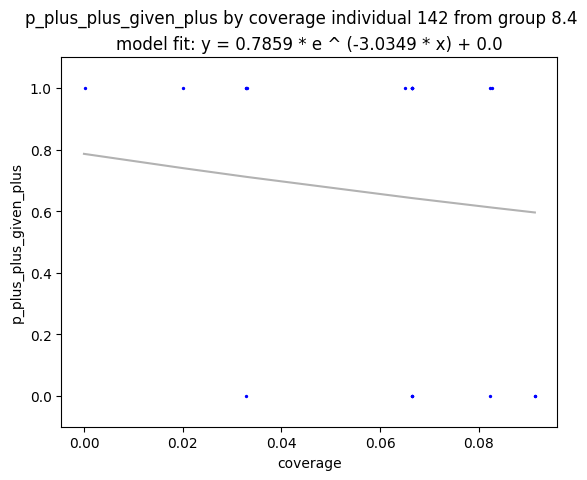 p_plus_plus_given_plus by coverage individual 142 from group 8.4
model fit: y = 0.7859 * e ^ (-3.0349 * x) + 0.0
1.0
0.8
0.6
0.4
0.2
0.0
p_plus_plus_given_plus
0.00 0.02 0.04 0.06 0.08
coverage